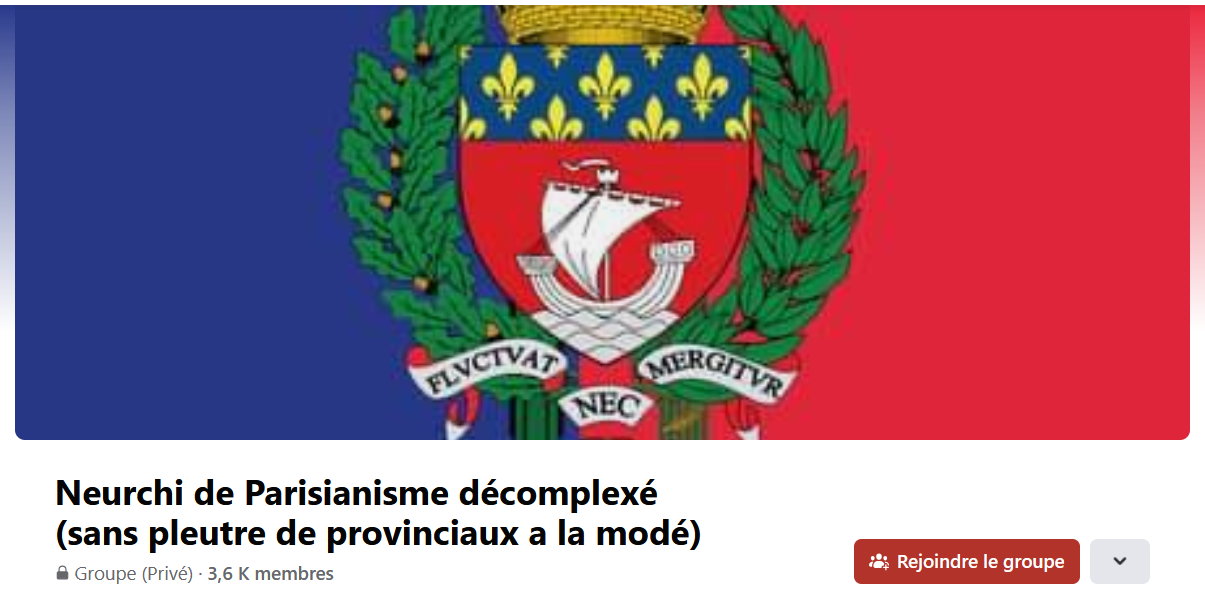 FLVCTVAT NEC MERGITVR
Neurchi de Parisianisme décomplexé
(sans pleutre de provinciaux a la modé)
Groupe (Privé) · 3,6 K membres
Rejoindre le groupe